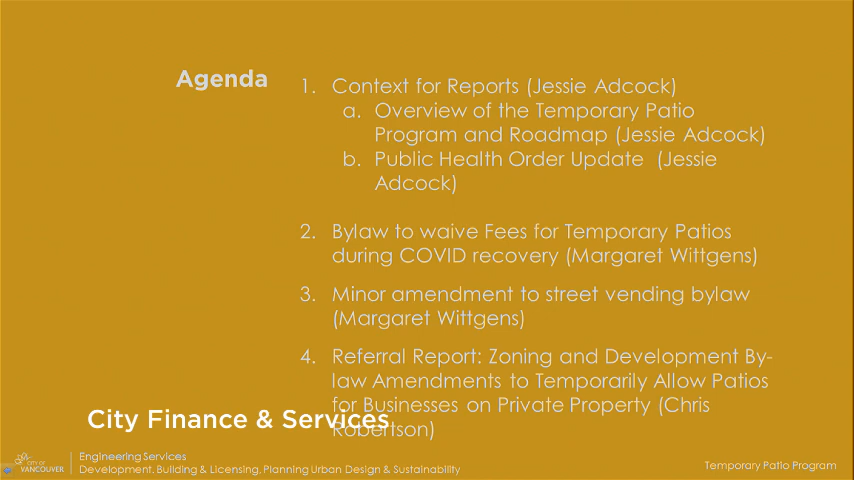 Agenda
1. Context for Reports (Jessie Adcock)
a. Overview of the Temporary Patio
Program and Roadmap (Jessie Adcock)
b. Public Health Order Update (Jessie
Adcock)
2. Bylaw to waive Fees for Temporary Patios
during COVID recovery (Margaret Wittgens)
3. Minor amendment to street vending bylaw
(Margaret Wittgens)
4. Referral Report: Zoning and Development By-
law Amendments to Temporarily Allow Patios
for Businesses on Private Property (Chris
Robertson)
City Finance & Services
CITY OF
VANCOUVER
Engineering Services
Development, Building & Licensing, Planning Urban Design & Sustainability
Temporary Patio Program